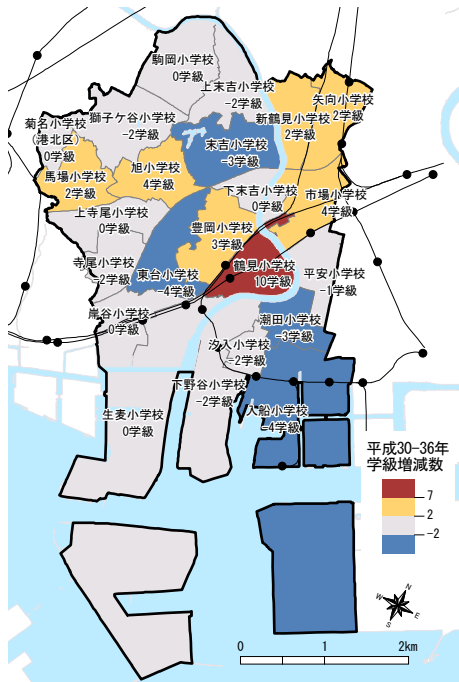 駒岡小学校
0学級
上末吉小学校
-2学級
矢向小学校
2学級
新鶴見小学校
2学級
菊名小学校
(港北区)
0学級
獅子ケ谷小学校
-2学級
末吉小学校
-3学級
馬場小学校
2学級
旭小学校
4学級
下末吉小学校
0学級
市場小学校
4学級
上寺尾小学校
0学級
豊岡小学校
3学級
寺尾小学校
-2学級
東台小学校
-4学級
鶴見小学校
10学級
平安小学校
-1学級
岸谷小学校
0学級
潮田小学校
-3学級
汐入小学校
-2学級
下野谷小学校
-2学級
生麦小学校
0学級
入船小学校
-4学級
平成30-36年
学級増減数
7
2
-2
N
W
E
S
0 1 2km